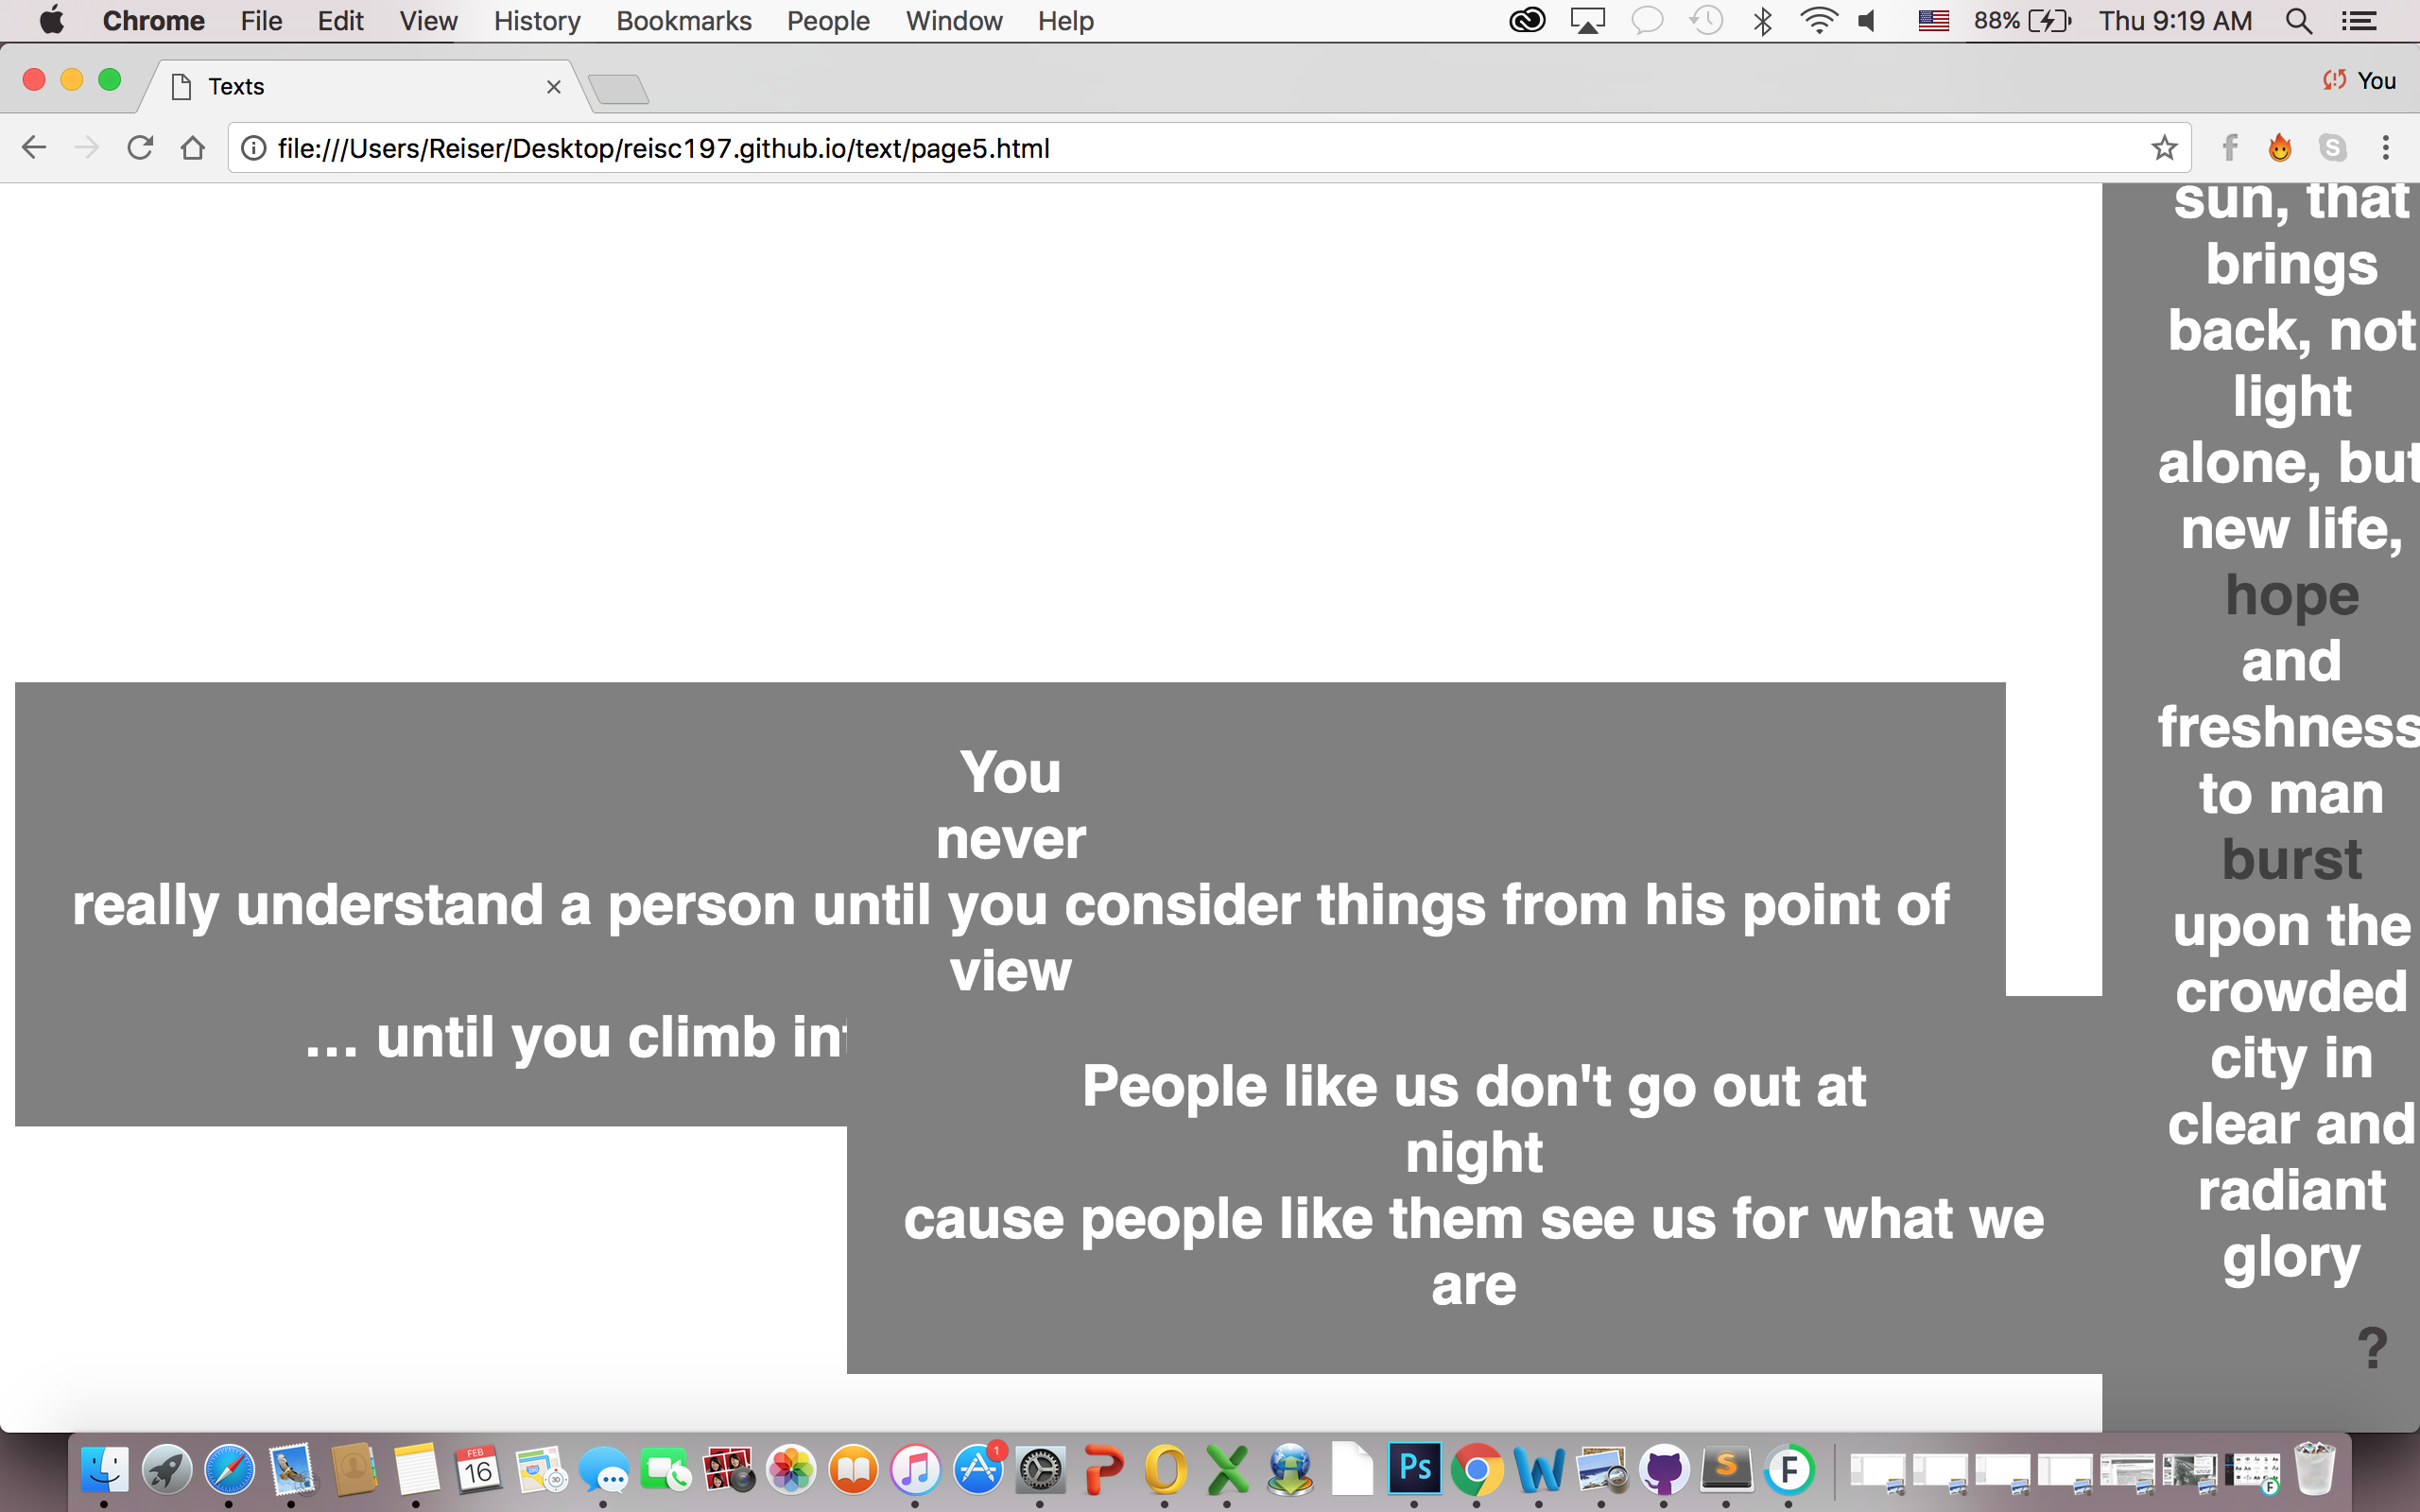 Chrome File Edit View History Bookmarks People Window Help 88% Thu 9:19 AM
Texts You
file:///Users/Reiser/Desktop/reisc197.github.io/text/page5.html
You
never
really understand a person until you consider things from his point of
view
… until you climb int
People like us don't go out at
night
cause people like them see us for what we
are
sun, that
brings
back, not
light
alone, but
new life,
hope
and
freshness
to man
burst
upon the
crowded
city in
clear and
radiant
glory
?
FEB
16
1
Ps
S
F